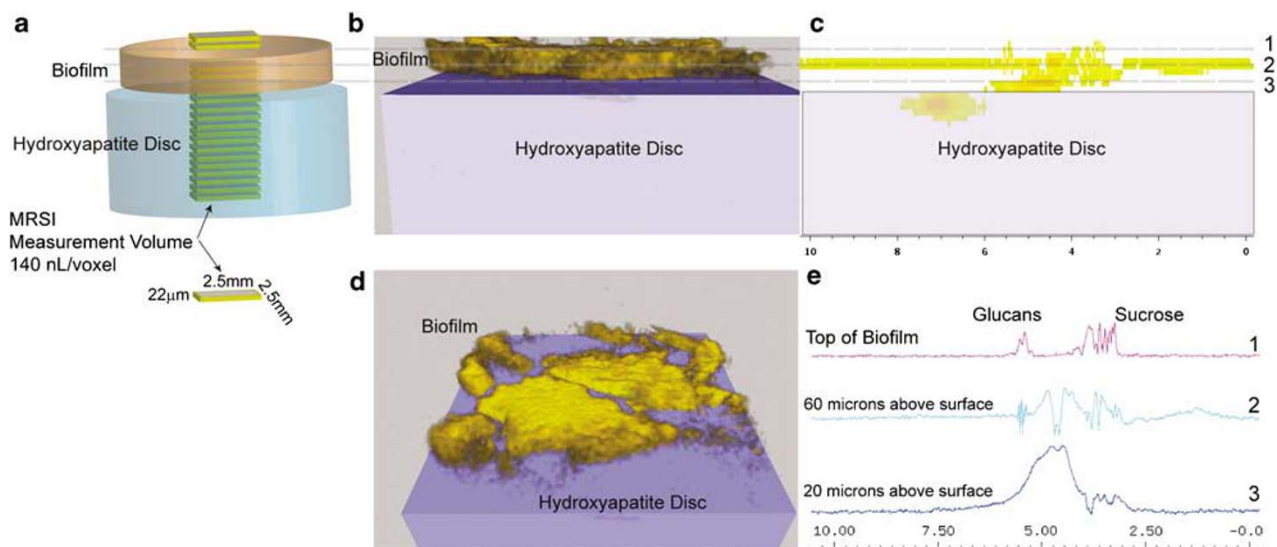 a
Biofilm
Hydroxyapatite Disc
MRSI
Measurement Volume
140 nL/voxel
22μm
2.5mm
2.5mm
b
Biofilm
Hydroxyapatite Disc
c
1
2
3
Hydroxyapatite Disc
10 8 6 4 2 0
d
Biofilm
Hydroxyapatite Disc
e
Glucans Sucrose
Top of Biofilm 1
60 microns above surface 2
20 microns above surface 3
10.00 7.50 5.00 2.50 -0.0